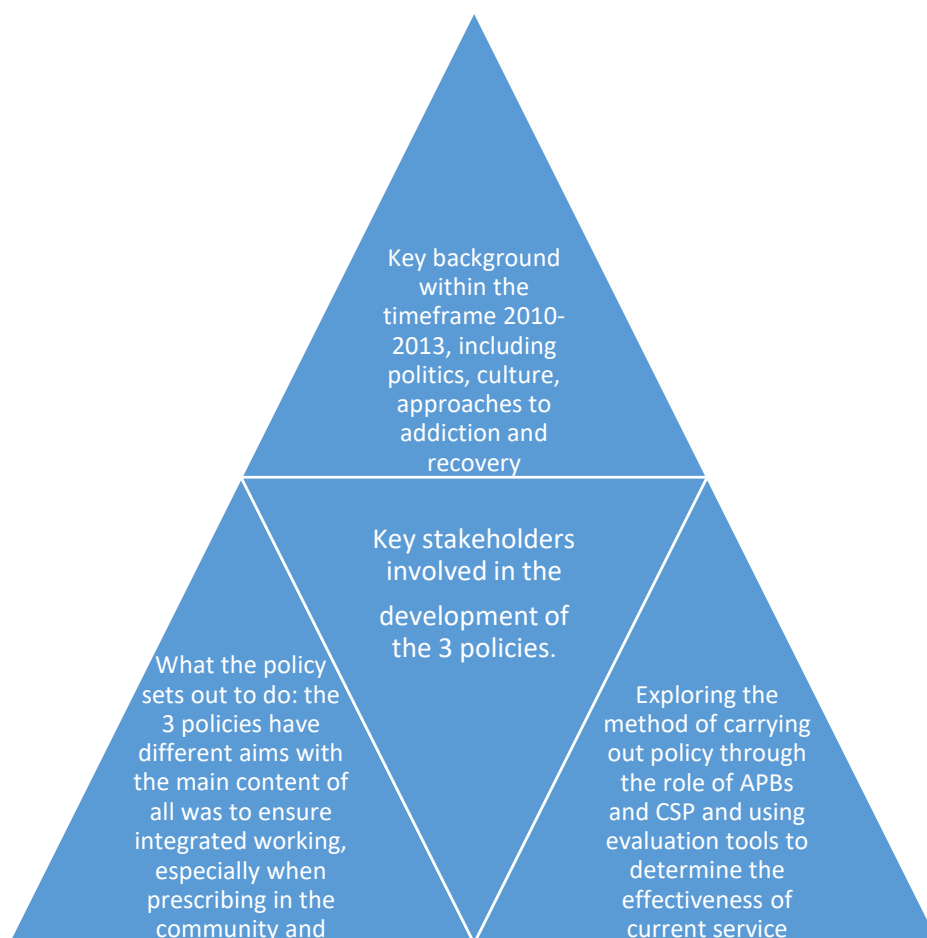 Key background
within the
timeframe 2010-
2013, including
politics, culture,
approaches to
addiction and
recovery
Key stakeholders
involved in the
development of
the 3 policies.
What the policy
sets out to do: the
3 policies have
different aims with
the main content of
all was to ensure
integrated working,
especially when
prescribing in the
community and
Exploring the
method of carrying
out policy through
the role of APBs
and CSP and using
evaluation tools to
determine the
effectiveness of
current service